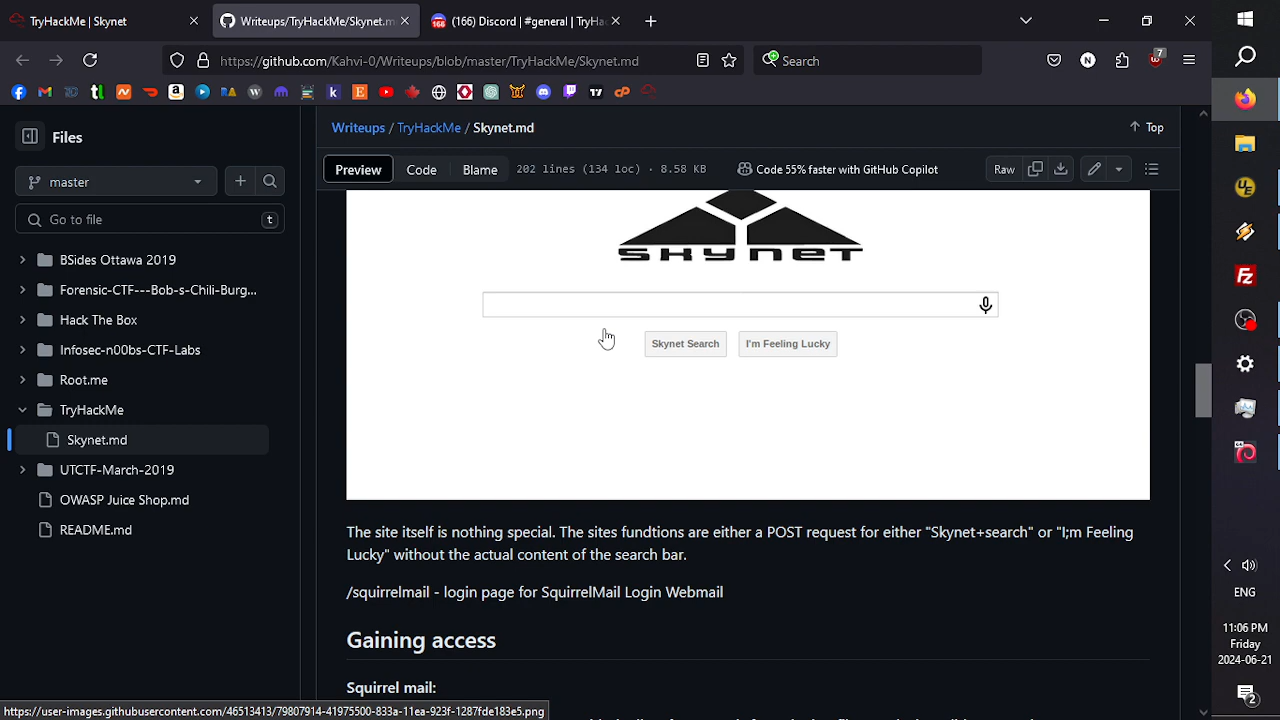 TryHackMe | Skynet
Writeups/TryHackMe/Skynet.m
(166) Discord | #general | TryHa
https://github.com/Kahvi-0/Writeups/blob/master/TryHackMe/Skynet.md
Search
7
Files
Writeups / TryHackMe / Skynet.md
Top
master
Preview
Code
Blame
202 lines (134 loc) · 8.58 KB
Code 55% faster with GitHub Copilot
Raw
Go to file
t
BSides Ottawa 2019
Forensic-CTF---Bob-s-Chili-Burg...
Hack The Box
Infosec-n00bs-CTF-Labs
Root.me
TryHackMe
Skynet.md
UTCTF-March-2019
OWASP Juice Shop.md
README.md
SKYNET
Skynet Search
I'm Feeling Lucky
The site itself is nothing special. The sites fundtions are either a POST request for either "Skynet+search" or "I;m Feeling
Lucky" without the actual content of the search bar.
/squirrelmail - login page for SquirrelMail Login Webmail
Gaining access
Squirrel mail:
https://user-images.githubusercontent.com/46513413/79807914-41975500-833a-11ea-923f-1287fde183e5.png
ENG
11:06 PM
Friday
2024-06-21
2